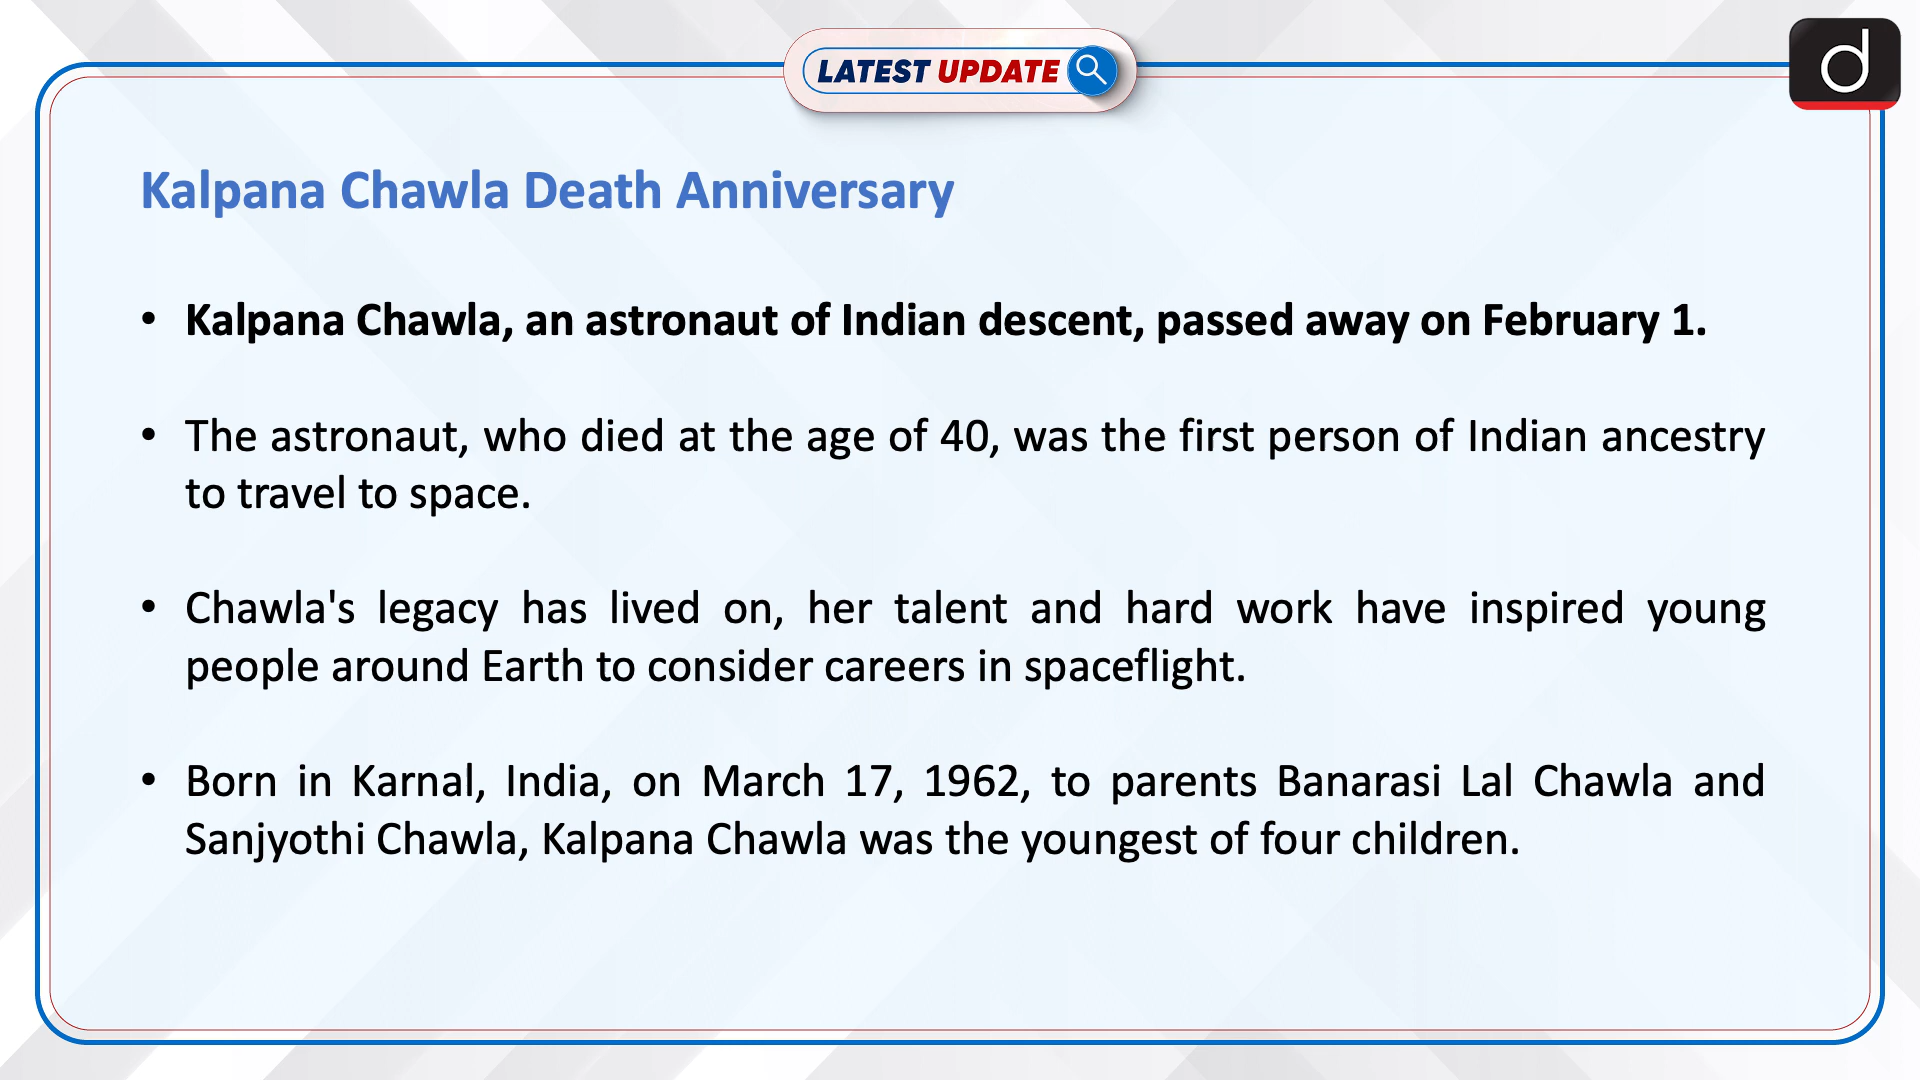 LATEST UPDATE
d
Kalpana Chawla Death Anniversary
• Kalpana Chawla, an astronaut of Indian descent, passed away on February 1.
• The astronaut, who died at the age of 40, was the first person of Indian ancestry
to travel to space.
• Chawla's legacy has lived on, her talent and hard work have inspired young
people around Earth to consider careers in spaceflight.
• Born in Karnal, India, on March 17, 1962, to parents Banarasi Lal Chawla and
Sanjyothi Chawla, Kalpana Chawla was the youngest of four children.